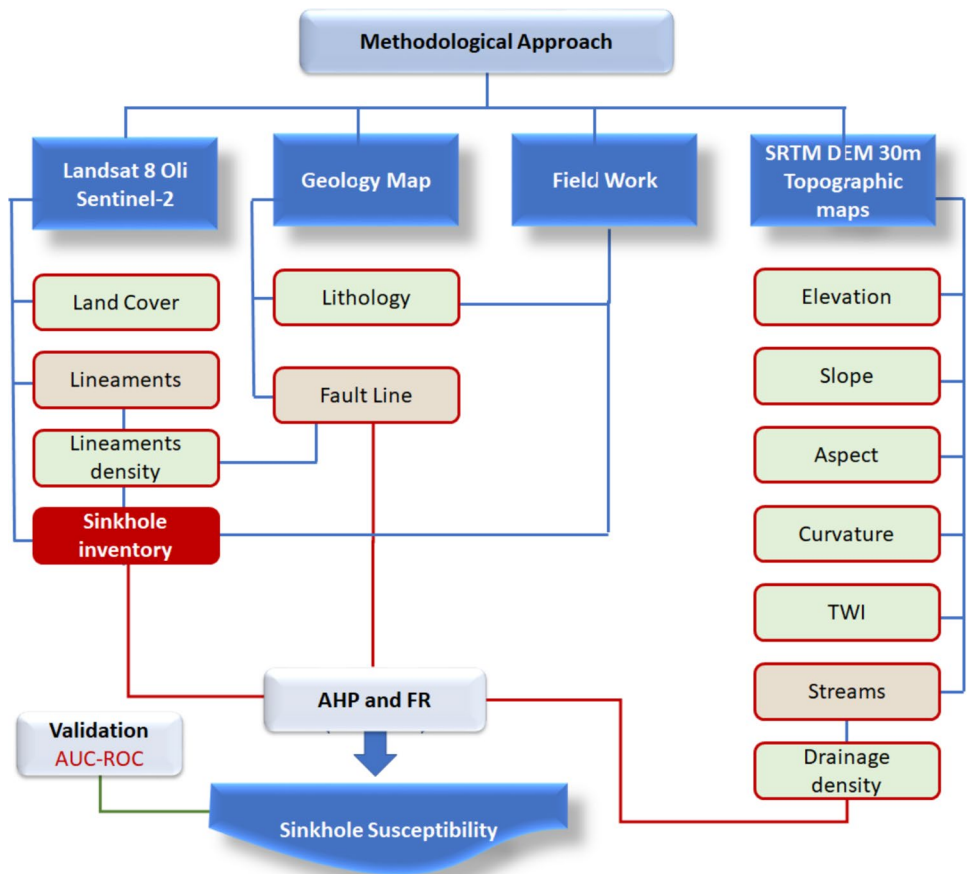 Methodological Approach
Landsat 8 Oli
Sentinel-2
Geology Map
Field Work
SRTM DEM 30m
Topographic
maps
Land Cover
Lineaments
Lineaments
density
Sinkhole
inventory
Lithology
Fault Line
Elevation
Slope
Aspect
Curvature
TWI
Streams
Drainage
density
AHP and FR
Validation
AUC-ROC
Sinkhole Susceptibility